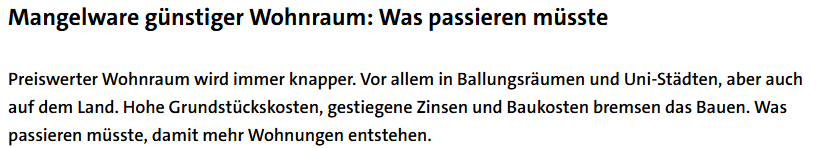 Mangelware günstiger Wohnraum: Was passieren müsste
Preiswerter Wohnraum wird immer knapper. Vor allem in Ballungsräumen und Uni-Städten, aber auch
auf dem Land. Hohe Grundstückskosten, gestiegene Zinsen und Baukosten bremsen das Bauen. Was
passieren müsste, damit mehr Wohnungen entstehen.